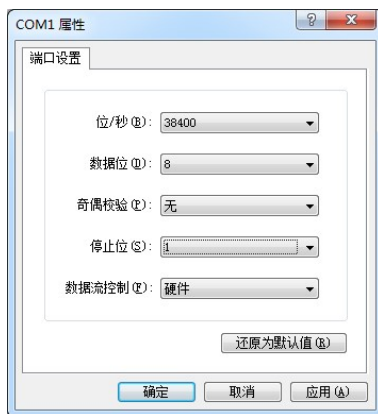 COM1 属性
端口设置
位/秒(B): 38400
数据位(D): 8
奇偶校验(P): 无
停止位(S): 1
数据流控制(F): 硬件
还原为默认值(R)
确定 取消 应用(A)